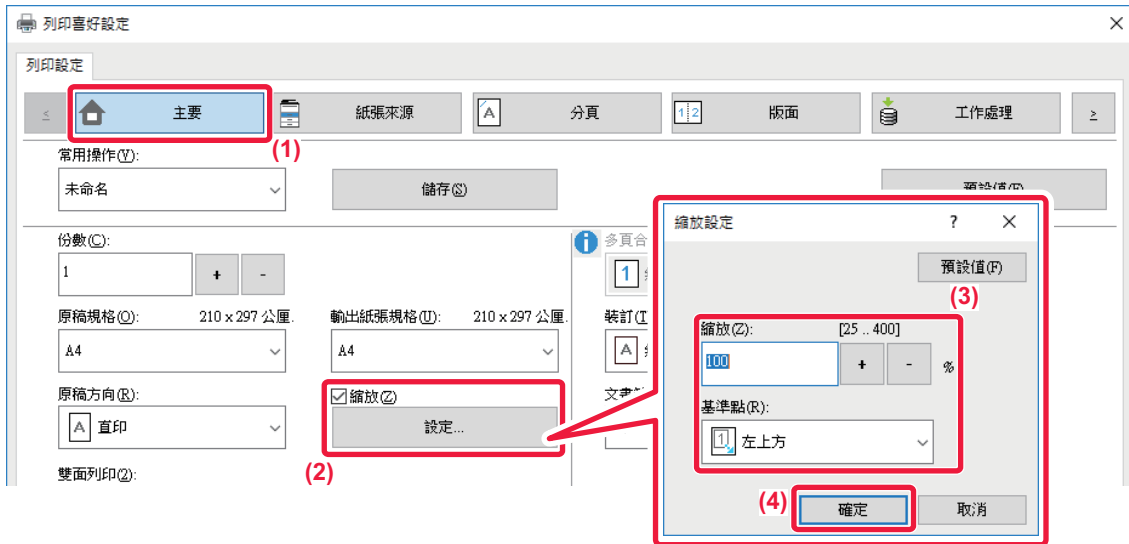 列印喜好設定
列印設定
主要
紙張來源
分頁
版面
工作處理
(1)
常用操作(V):
未命名
儲存(S)
預設值(F)
縮放設定
份數(C):
多頁合
預設值(F)
1
+ -
1
(3)
原稿規格(O): 210 x 297 公厘.
輸出紙張規格(U): 210 x 297 公厘.
裝訂(T
縮放(Z): [25 .. 400]
A4
A4
100
+ -
%
原稿方向(R):
縮放(Z)
基準點(R):
直印
設定...
左上方
雙面列印(2):
(2)
(4)
確定
取消